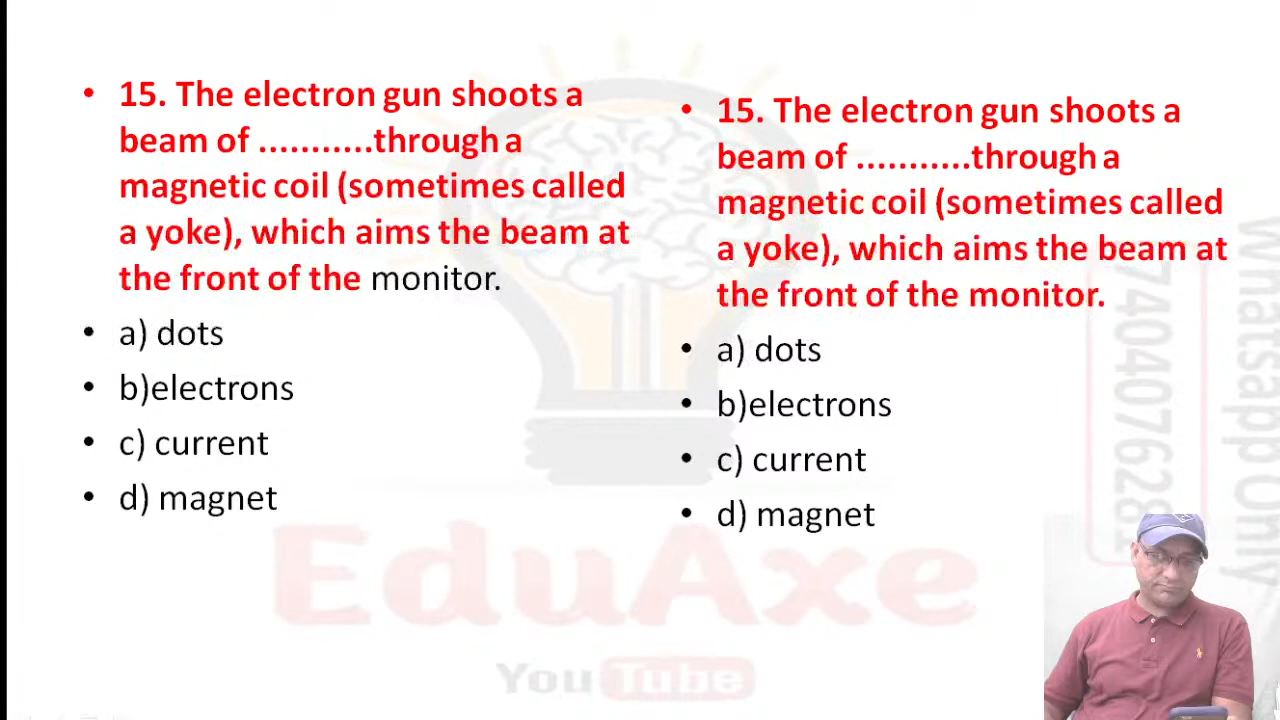 • 15. The electron gun shoots a
beam of ...........through a
magnetic coil (sometimes called
a yoke), which aims the beam at
the front of the monitor.
• a) dots
• b)electrons
• c) current
• d) magnet
• 15. The electron gun shoots a
beam of ...........through a
magnetic coil (sometimes called
a yoke), which aims the beam at
the front of the monitor.
• a) dots
• b)electrons
• c) current
• d) magnet
EduAxe
YouTube
Whatsapp Only